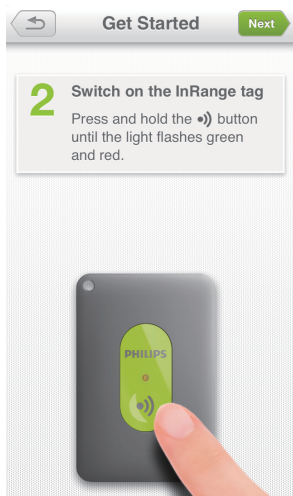 Get Started
Next
2
Switch on the InRange tag
Press and hold the •)) button
until the light flashes green
and red.
PHILIPS